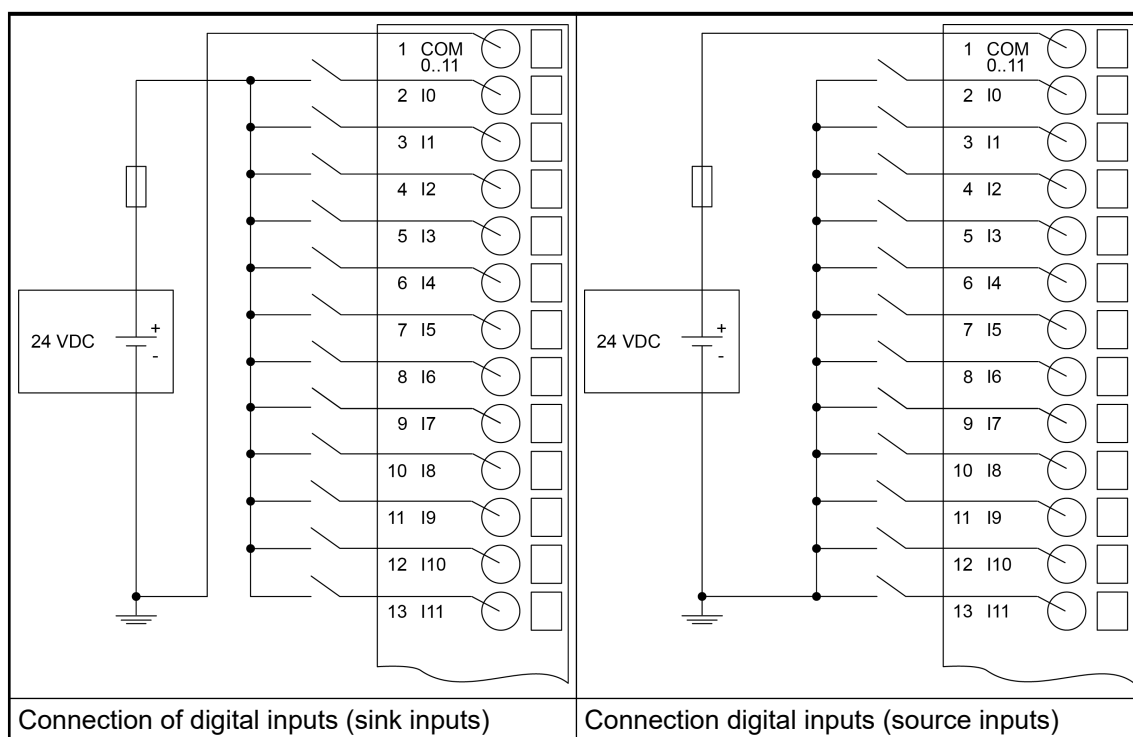 1 COM
0..11
2 I0
3 I1
4 I2
5 I3
6 I4
7 I5
8 I6
9 I7
10 I8
11 I9
12 I10
13 I11
24 VDC
+
-
Connection of digital inputs (sink inputs)
1 COM
0..11
2 I0
3 I1
4 I2
5 I3
6 I4
7 I5
8 I6
9 I7
10 I8
11 I9
12 I10
13 I11
24 VDC
+
-
Connection digital inputs (source inputs)